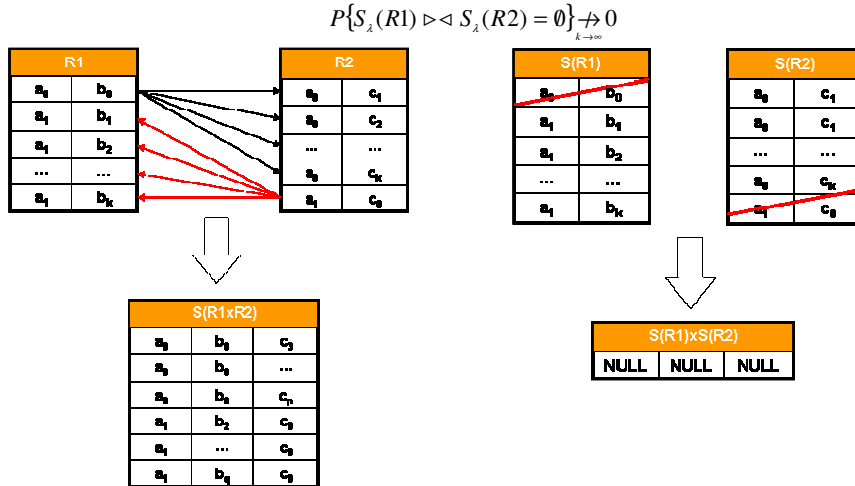 P{S_λ(R1) ▷◁ S_λ(R2) = ∅} ↛ 0
k→∞
R1
a₀ b₀
a₁ b₁
a₁ b₂
... ...
a₁ bₖ
R2
a₀ c₁
a₀ c₂
... ...
a₀ cₖ
a₁ c₀
S(R1)
a₀ b₀
a₁ b₁
a₁ b₂
... ...
a₁ bₖ
S(R2)
a₀ c₁
a₀ c₁
... ...
a₀ cₖ
a₁ c₀
S(R1xR2)
a₀ b₀ c₃
a₀ b₀ ...
a₀ b₀ cₙ
a₁ b₂ c₀
a₁ ... c₀
a₁ b_q c₀
S(R1)xS(R2)
NULL NULL NULL